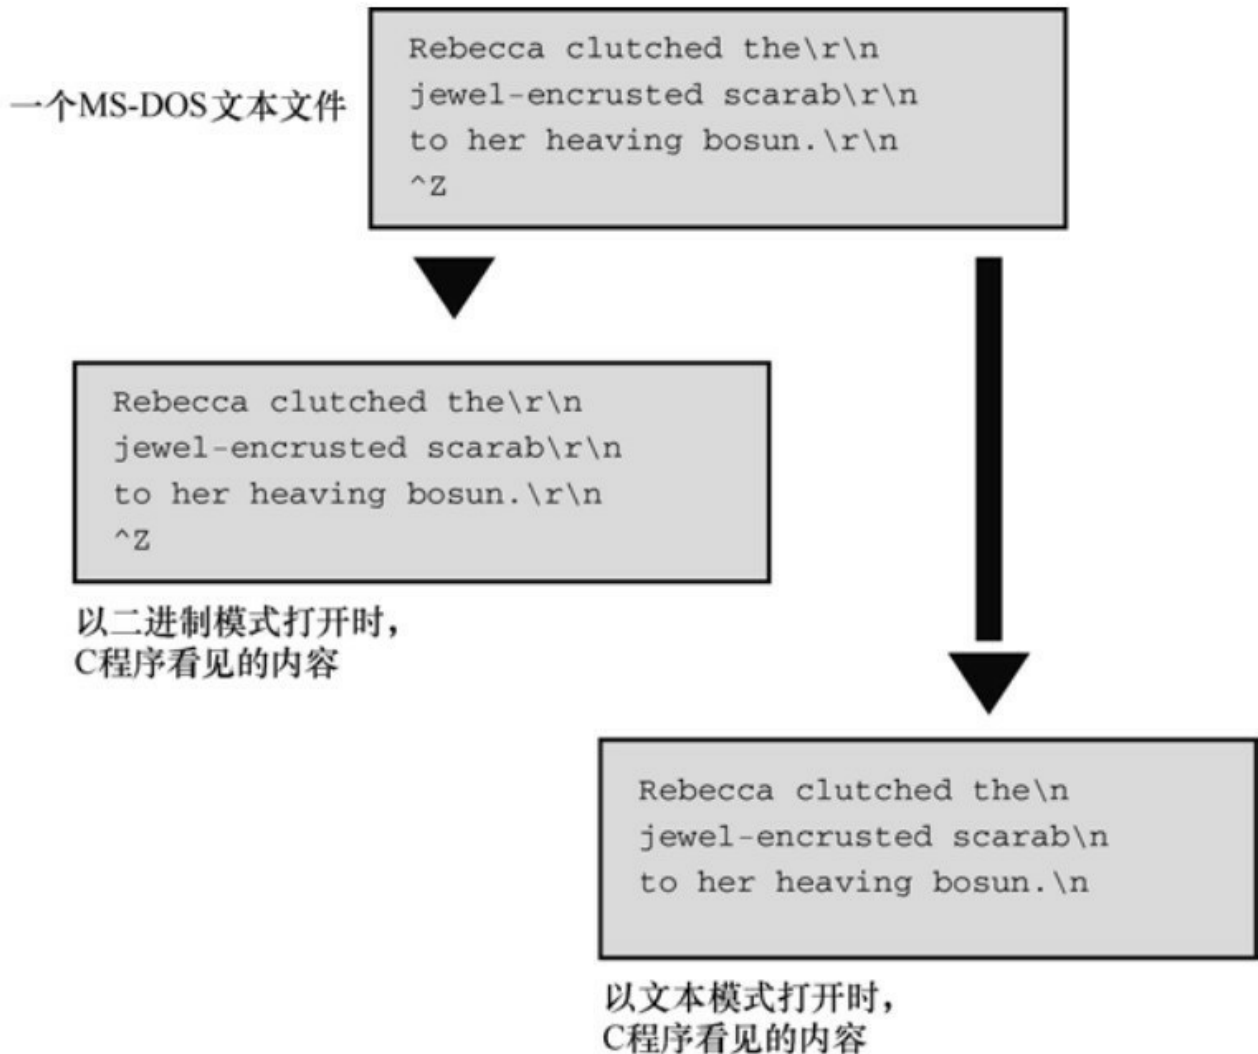 一个MS-DOS文本文件
Rebecca clutched the\r\n
jewel-encrusted scarab\r\n
to her heaving bosun.\r\n
^Z
Rebecca clutched the\r\n
jewel-encrusted scarab\r\n
to her heaving bosun.\r\n
^Z
以二进制模式打开时，
C程序看见的内容
Rebecca clutched the\n
jewel-encrusted scarab\n
to her heaving bosun.\n
以文本模式打开时，
C程序看见的内容